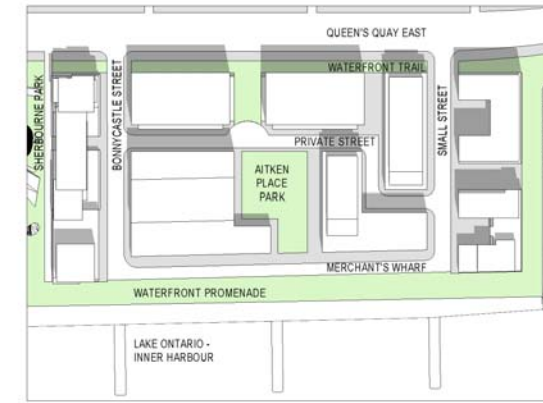 QUEEN'S QUAY EAST
WATERFRONT TRAIL
SHERBOURNE PARK
BONNYCASTLE STREET
SMALL STREET
PRIVATE STREET
AITKEN
PLACE
PARK
MERCHANT'S WHARF
WATERFRONT PROMENADE
LAKE ONTARIO -
INNER HARBOUR